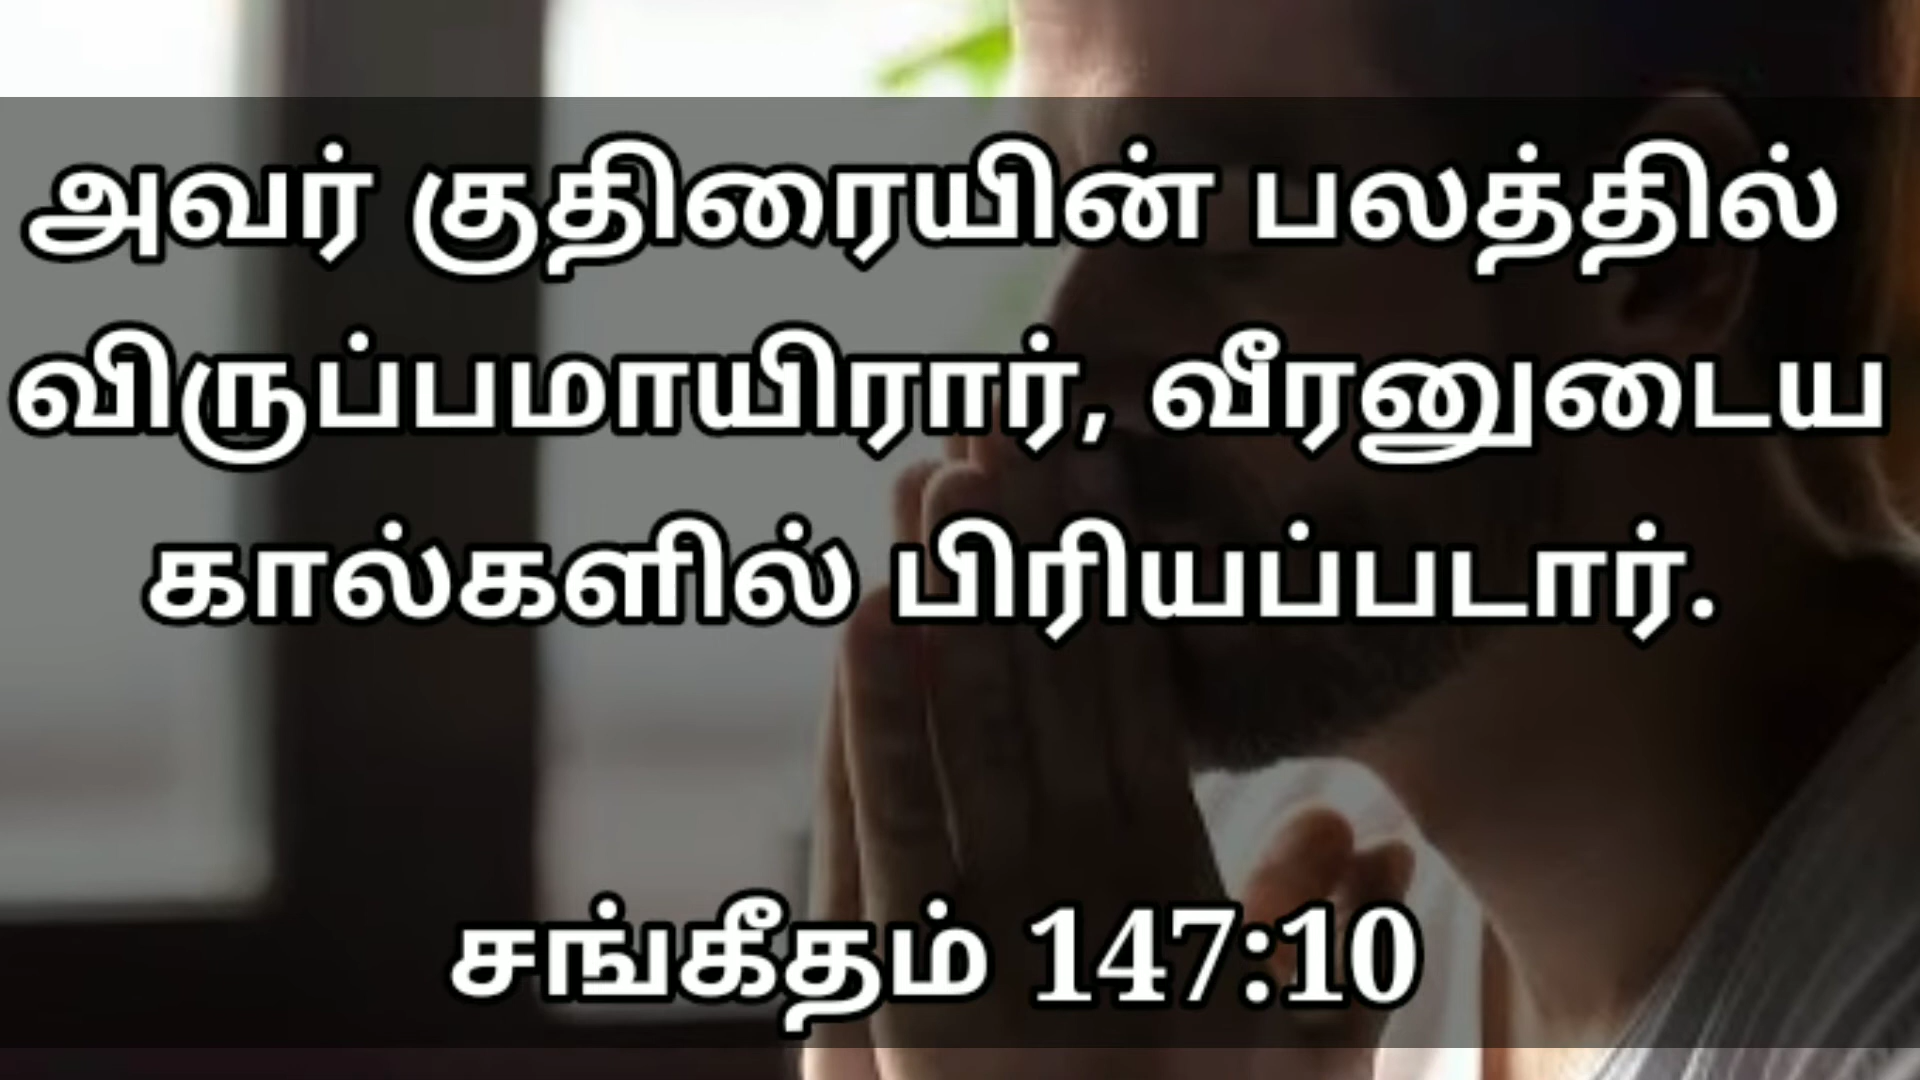 அவர் குதிரையின் பலத்தில்
விருப்பமாயிரார், வீரனுடைய
கால்களில் பிரியப்படார்.
சங்கீதம் 147:10